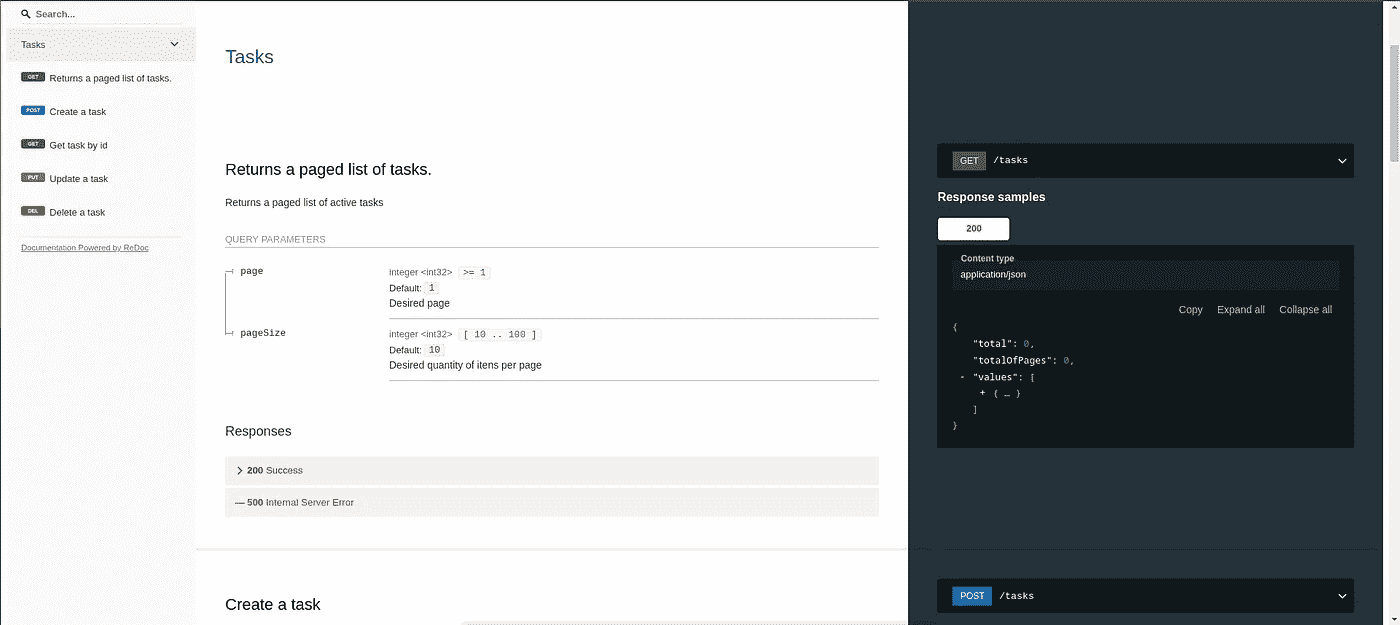 Search...
Tasks
GET Returns a paged list of tasks.
POST Create a task
GET Get task by id
PUT Update a task
DEL Delete a task
Documentation Powered by ReDoc
Tasks
Returns a paged list of tasks.
Returns a paged list of active tasks
QUERY PARAMETERS
page integer <int32> >= 1
Default: 1
Desired page
pageSize integer <int32> [ 10 .. 100 ]
Default: 10
Desired quantity of itens per page
Responses
200 Success
500 Internal Server Error
Create a task
GET /tasks
Response samples
200
Content type
application/json
Copy Expand all Collapse all
{
"total": 0,
"totalOfPages": 0,
- "values": [
+ { … }
]
}
POST /tasks